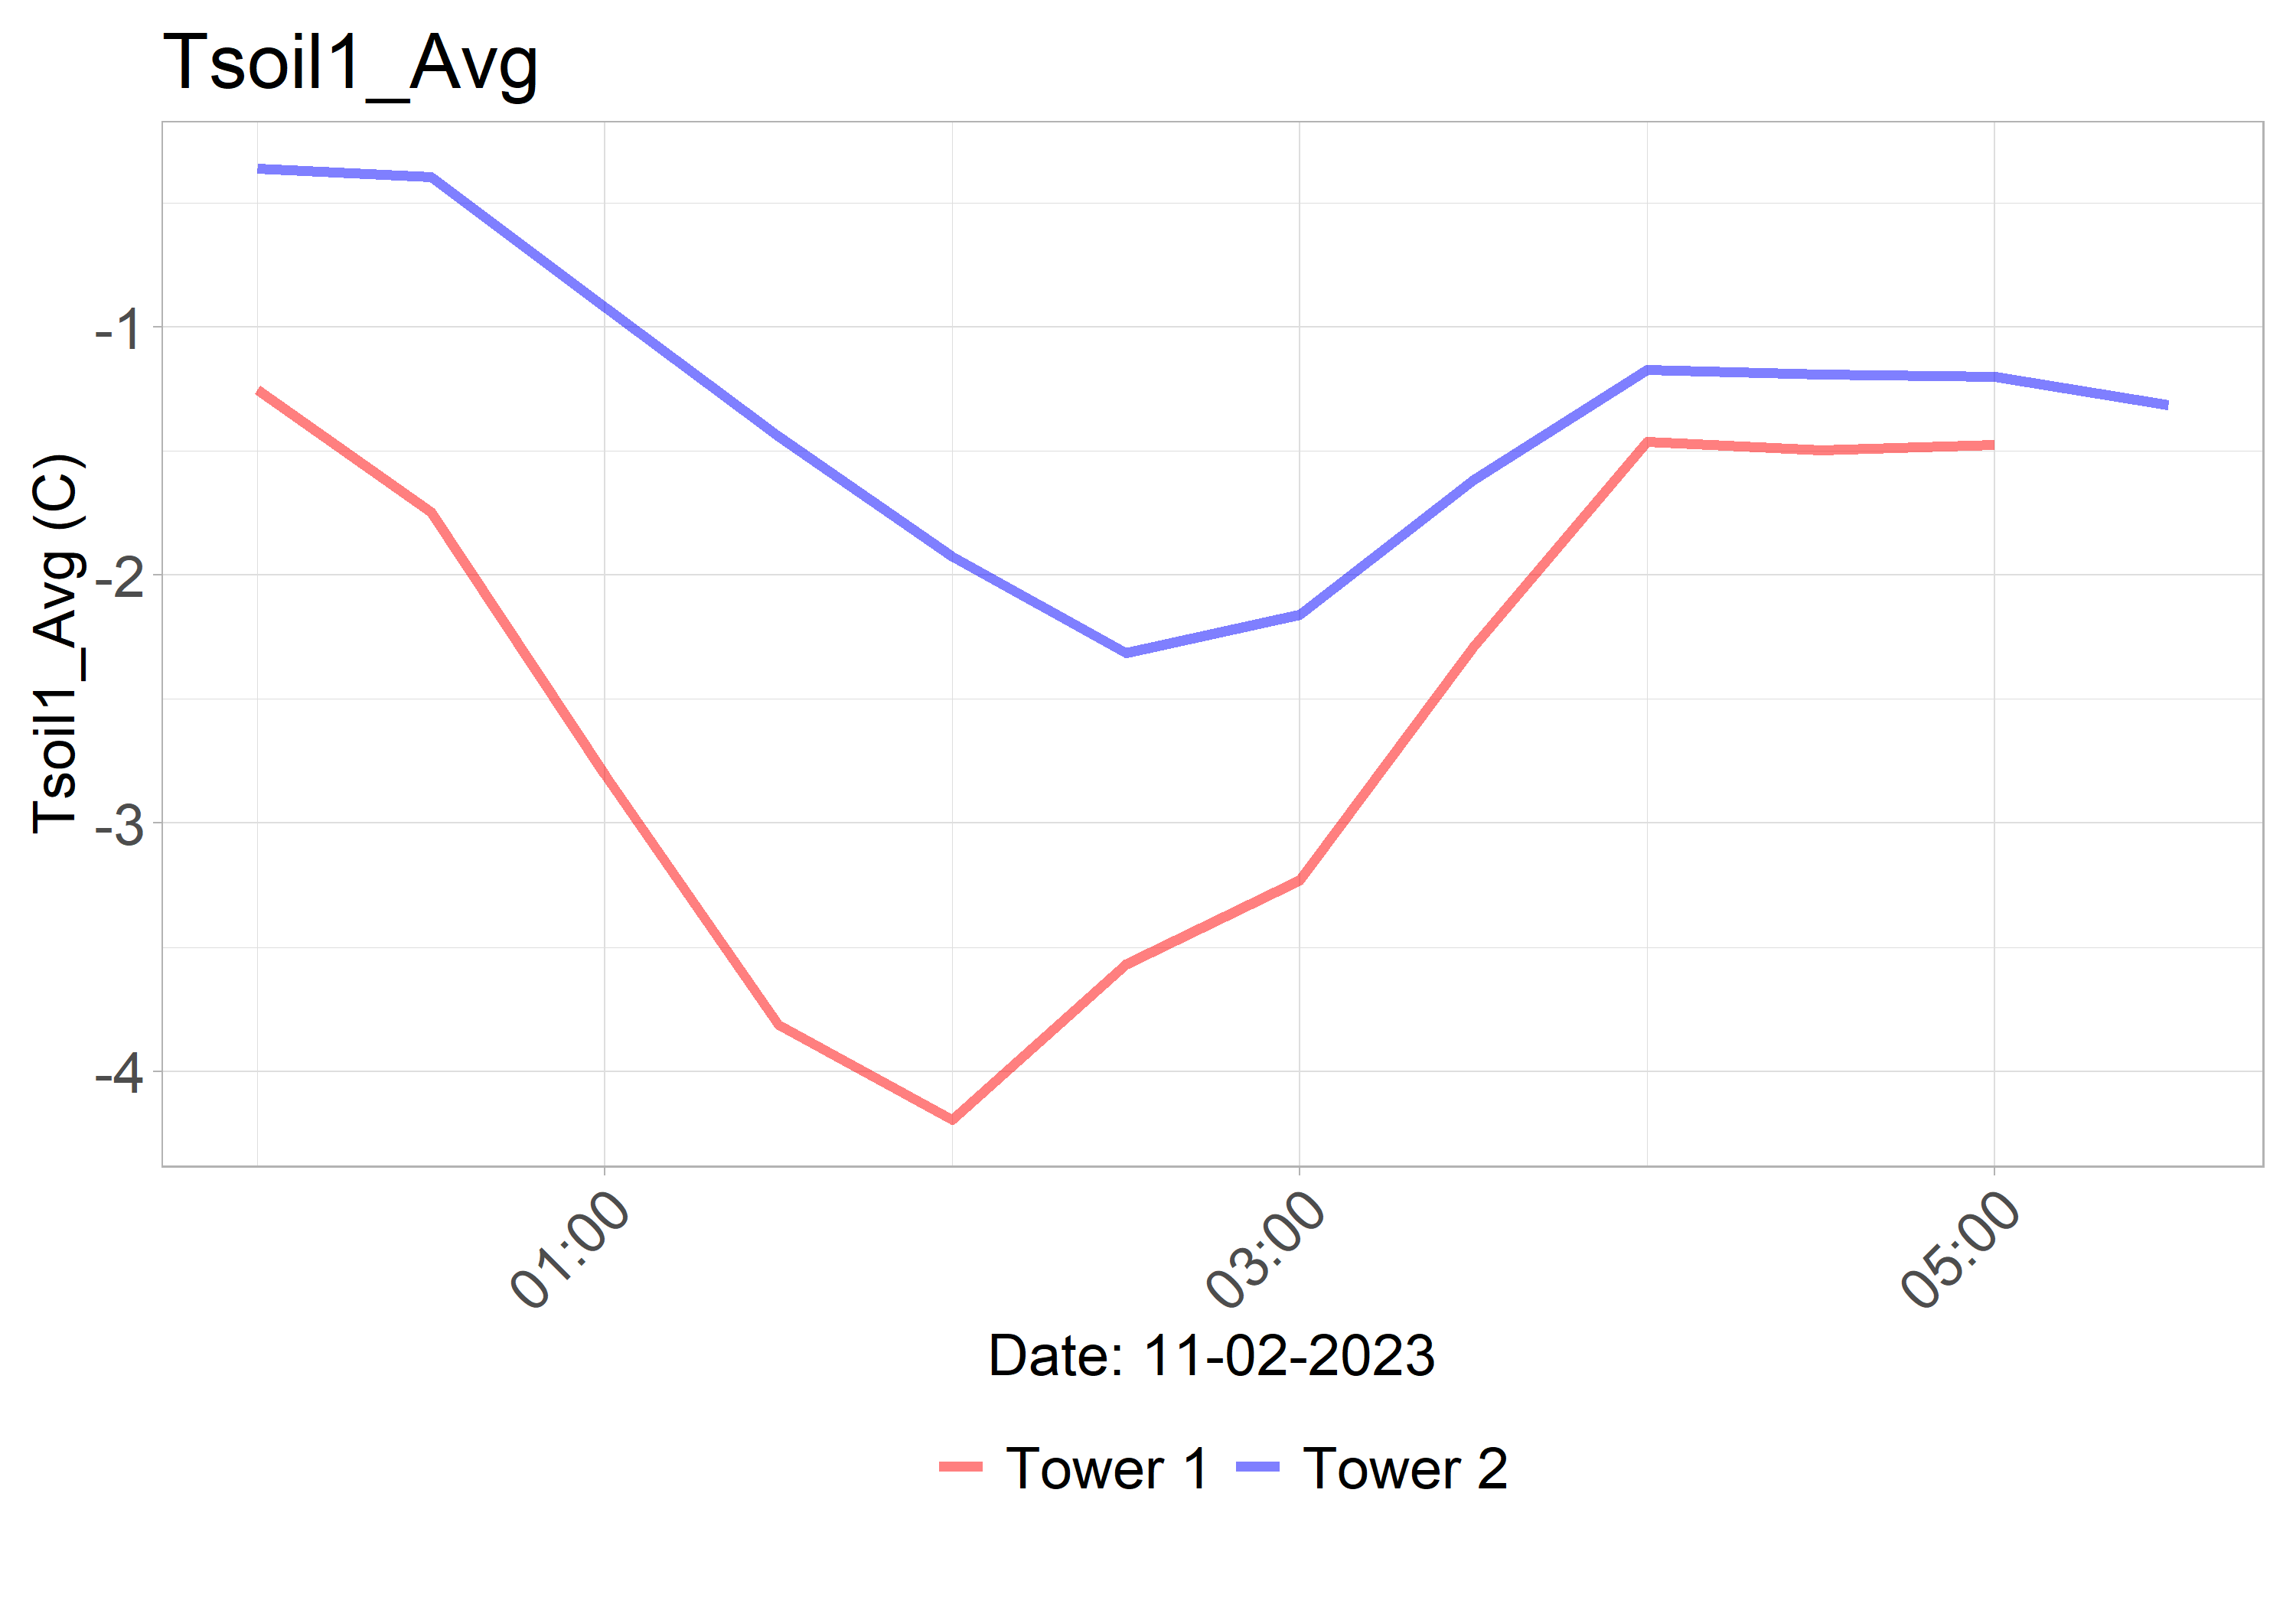 Tsoil1_Avg
Tsoil1_Avg (C)
-1
-2
-3
-4
01:00
03:00
05:00
Date: 11-02-2023
Tower 1
Tower 2